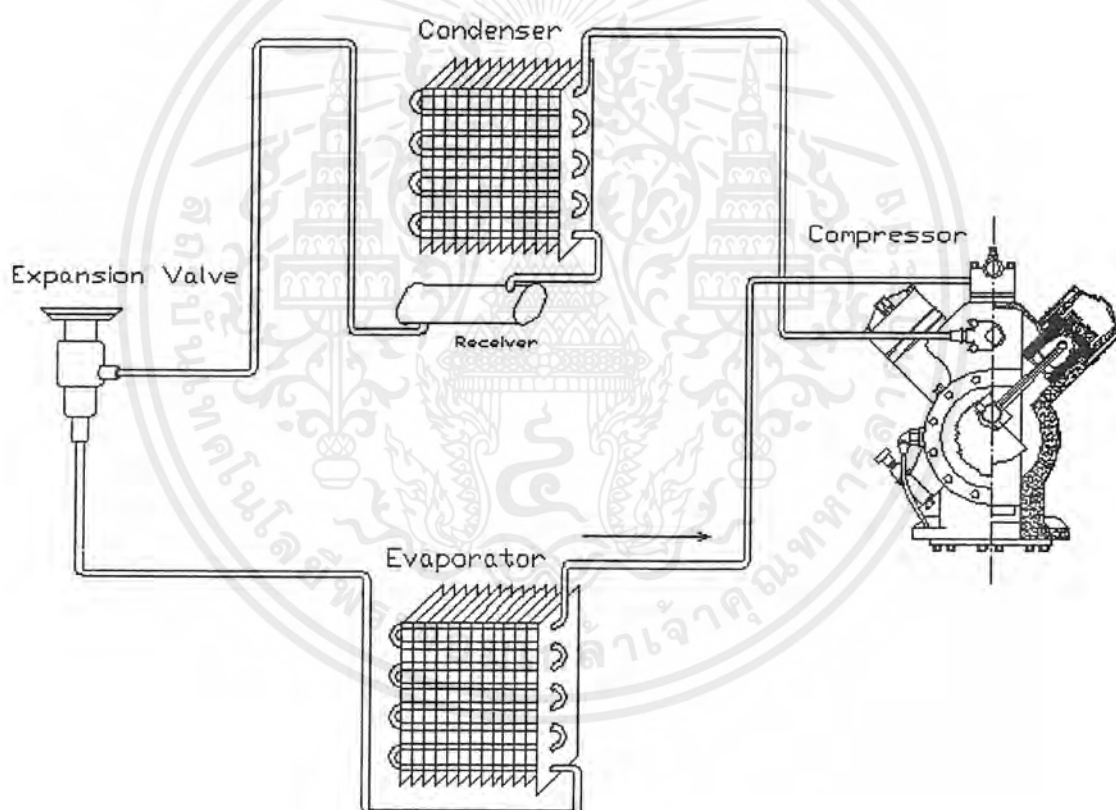 Condenser
Compressor
Expansion Valve
Receiver
Evaporator